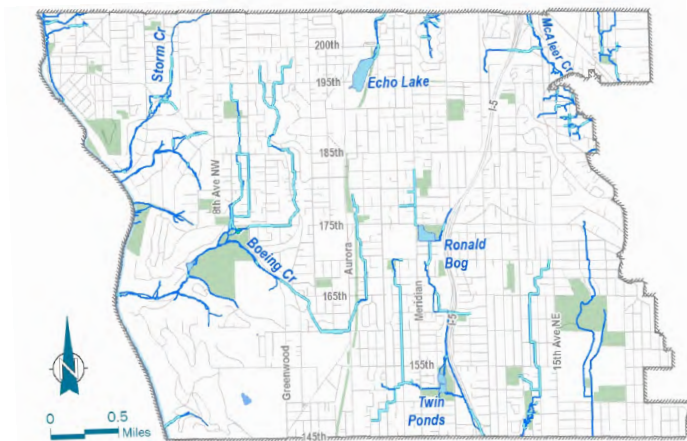 200th
Storm Cr
McAleer Cr
Echo Lake
195th
I-5
185th
8th Ave NW
175th
Boeing Cr
Aurora
Ronald
Bog
165th
Meridian
I-5
15th Ave NE
Greenwood
155th
N
0 0.5
Miles
Twin
Ponds
145th